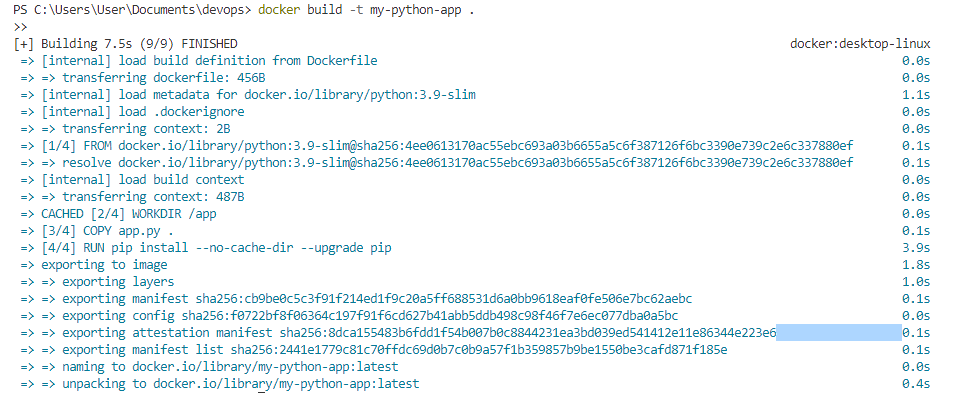 PS C:\Users\User\Documents\devops> docker build -t my-python-app .
>>
[+] Building 7.5s (9/9) FINISHED docker:desktop-linux
=> [internal] load build definition from Dockerfile 0.0s
=> => transferring dockerfile: 456B 0.0s
=> [internal] load metadata for docker.io/library/python:3.9-slim 1.1s
=> [internal] load .dockerignore 0.0s
=> => transferring context: 2B 0.0s
=> [1/4] FROM docker.io/library/python:3.9-slim@sha256:4ee0613170ac55ebc693a03b6655a5c6f387126f6bc3390e739c2e6c337880ef 0.1s
=> => resolve docker.io/library/python:3.9-slim@sha256:4ee0613170ac55ebc693a03b6655a5c6f387126f6bc3390e739c2e6c337880ef 0.1s
=> [internal] load build context 0.0s
=> => transferring context: 487B 0.0s
=> CACHED [2/4] WORKDIR /app 0.0s
=> [3/4] COPY app.py . 0.1s
=> [4/4] RUN pip install --no-cache-dir --upgrade pip 3.9s
=> exporting to image 1.8s
=> => exporting layers 1.0s
=> => exporting manifest sha256:cb9be0c5c3f91f214ed1f9c20a5ff688531d6a0bb9618eaf0fe506e7bc62aebc 0.1s
=> => exporting config sha256:f0722bf8f06364c197f91f6cd627b41abb5ddb498c98f46f7e6ec077dba0a5bc 0.0s
=> => exporting attestation manifest sha256:8dca155483b6fdd1f54b007b0c8844231ea3bd039ed541412e11e86344e223e6 0.1s
=> => exporting manifest list sha256:2441e1779c81c70ffdc69d0b7c0b9a57f1b359857b9be1550be3cafd871f185e 0.1s
=> => naming to docker.io/library/my-python-app:latest 0.0s
=> => unpacking to docker.io/library/my-python-app:latest 0.4s